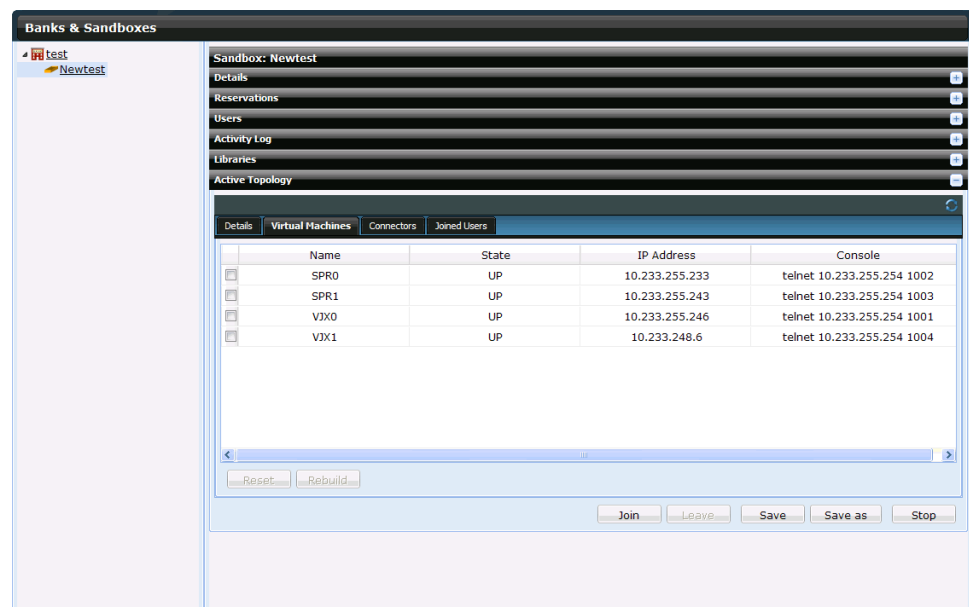 Banks & Sandboxes
test
Newtest
Sandbox: Newtest
Details
Reservations
Users
Activity Log
Libraries
Active Topology
Details Virtual Machines Connectors Joined Users
Name State IP Address Console
SPR0 UP 10.233.255.233 telnet 10.233.255.254 1002
SPR1 UP 10.233.255.243 telnet 10.233.255.254 1003
VJX0 UP 10.233.255.246 telnet 10.233.255.254 1001
VJX1 UP 10.233.248.6 telnet 10.233.255.254 1004
Reset Rebuild
Join Leave Save Save as Stop